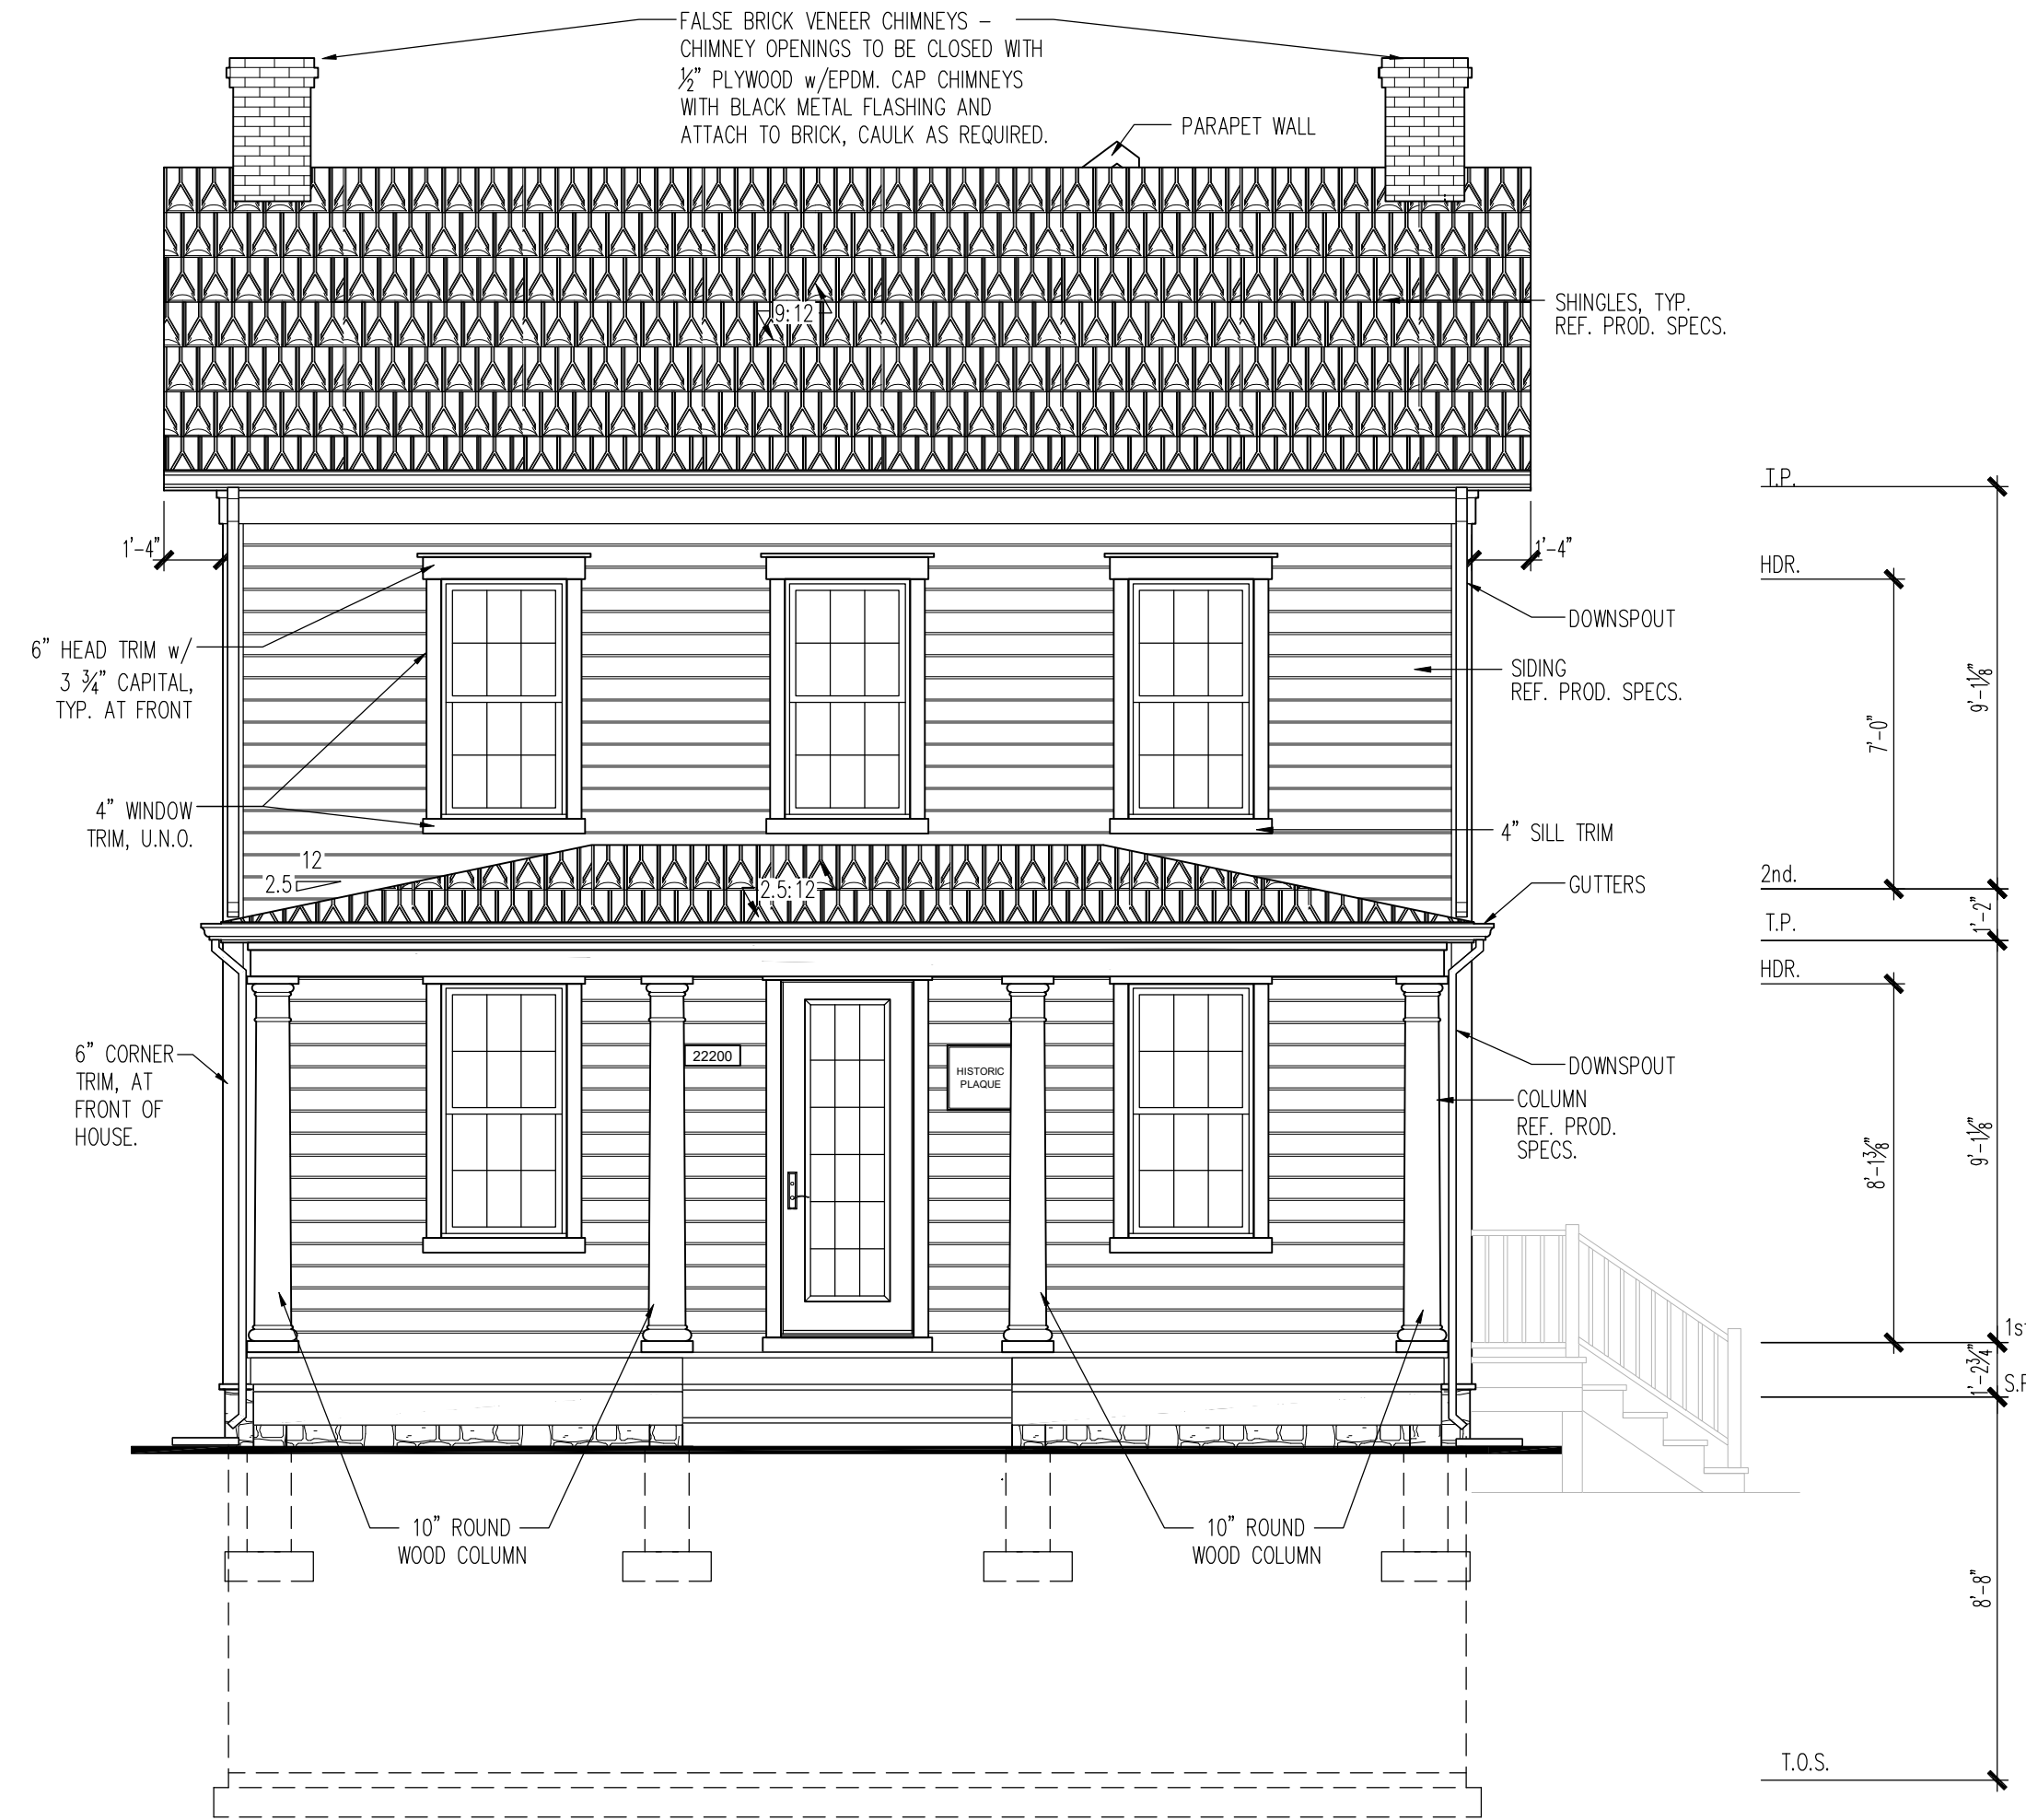 FALSE BRICK VENEER CHIMNEYS –
CHIMNEY OPENINGS TO BE CLOSED WITH
½" PLYWOOD w/EPDM. CAP CHIMNEYS
WITH BLACK METAL FLASHING AND
ATTACH TO BRICK, CAULK AS REQUIRED.
PARAPET WALL
9:12
SHINGLES, TYP.
REF. PROD. SPECS.
T.P.
1'-4"
1'-4"
HDR.
DOWNSPOUT
6" HEAD TRIM w/
3 ¾" CAPITAL,
TYP. AT FRONT
SIDING
REF. PROD. SPECS.
9'-1⅛"
7'-0"
4" WINDOW
TRIM, U.N.O.
4" SILL TRIM
12
2.5
2.5:12
GUTTERS
2nd.
1'-2"
T.P.
HDR.
6" CORNER
TRIM, AT
FRONT OF
HOUSE.
22200
HISTORIC
PLAQUE
DOWNSPOUT
COLUMN
REF. PROD.
SPECS.
8'-1⅜"
9'-1⅛"
1'-2¾"
10" ROUND
WOOD COLUMN
10" ROUND
WOOD COLUMN
8'-8"
T.O.S.